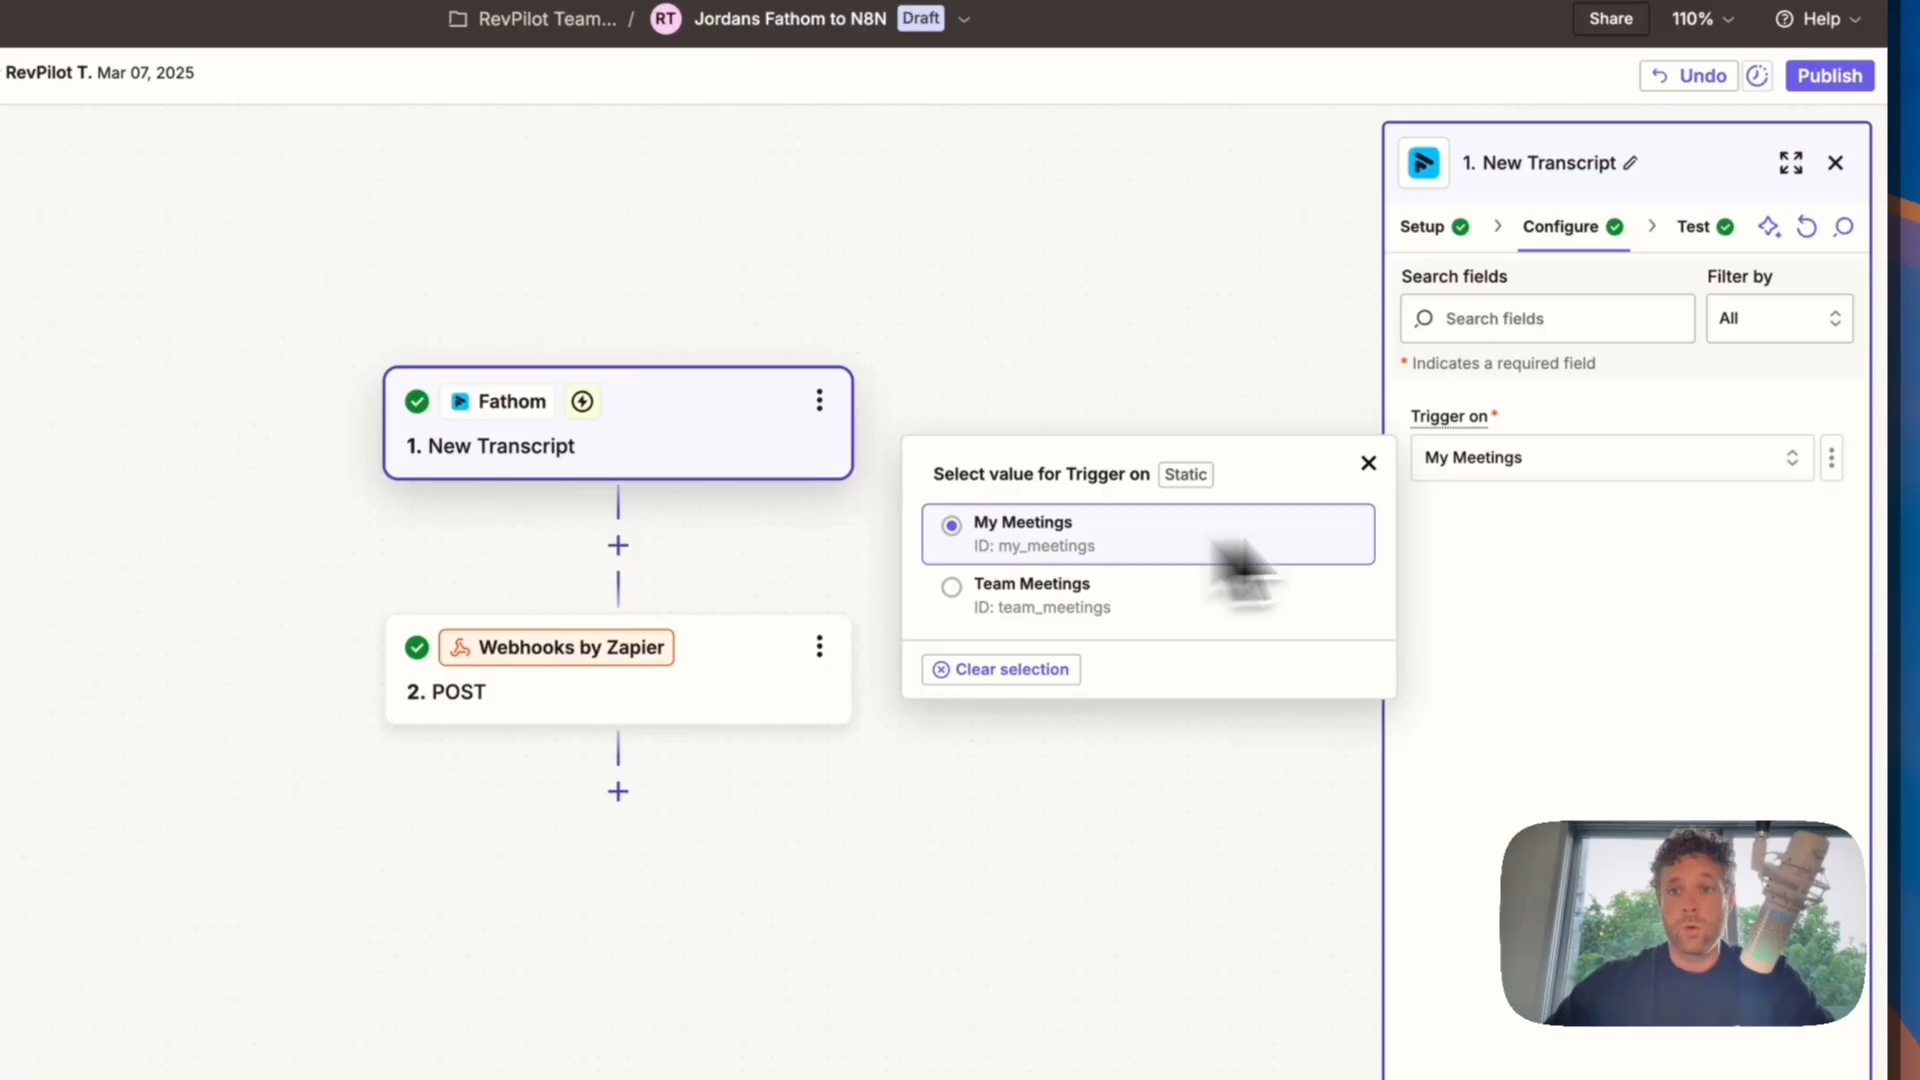 RevPilot Team... / RT Jordans Fathom to N8N Draft
Share 110% Help
RevPilot T. Mar 07, 2025
Undo Publish
Fathom
1. New Transcript
Webhooks by Zapier
2. POST
Select value for Trigger on Static
My Meetings
ID: my_meetings
Team Meetings
ID: team_meetings
Clear selection
1. New Transcript
Setup Configure Test
Search fields Filter by
Search fields All
* Indicates a required field
Trigger on *
My Meetings